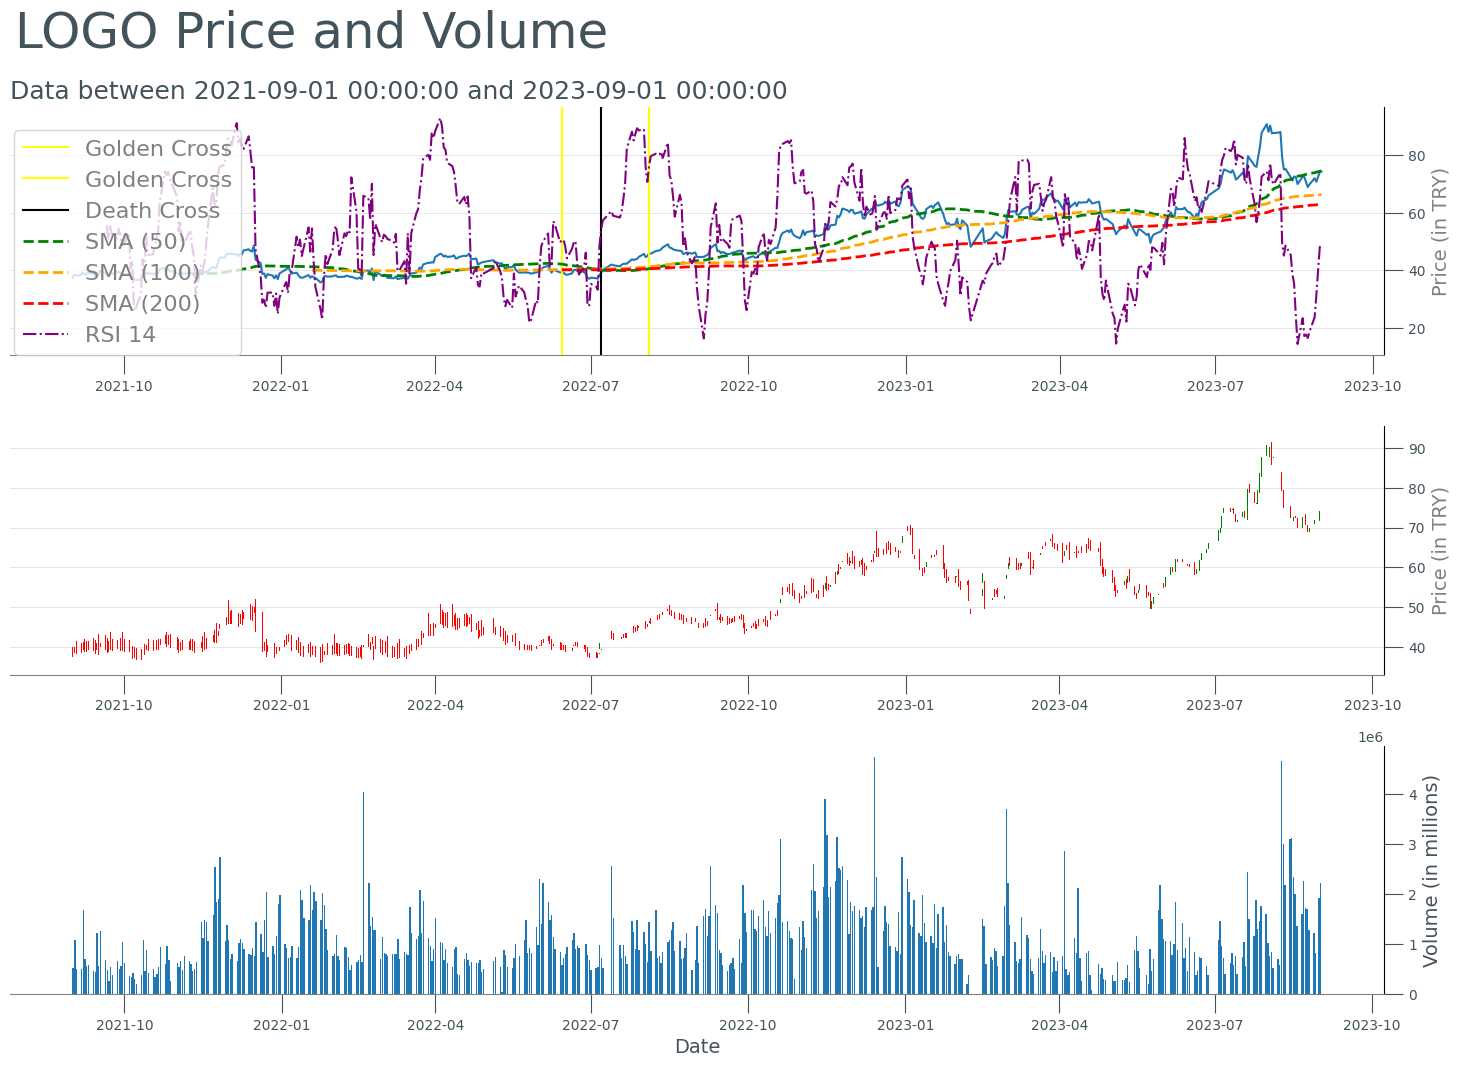 LOGO Price and Volume
Data between 2021-09-01 00:00:00 and 2023-09-01 00:00:00
Golden Cross
Golden Cross
Death Cross
SMA (50)
SMA (100)
SMA (200)
RSI 14
80
60
40
20
Price (in TRY)
2021-10 2022-01 2022-04 2022-07 2022-10 2023-01 2023-04 2023-07 2023-10
90
80
70
60
50
40
Price (in TRY)
2021-10 2022-01 2022-04 2022-07 2022-10 2023-01 2023-04 2023-07 2023-10
1e6
4
3
2
1
0
Volume (in millions)
2021-10 2022-01 2022-04 2022-07 2022-10 2023-01 2023-04 2023-07 2023-10
Date